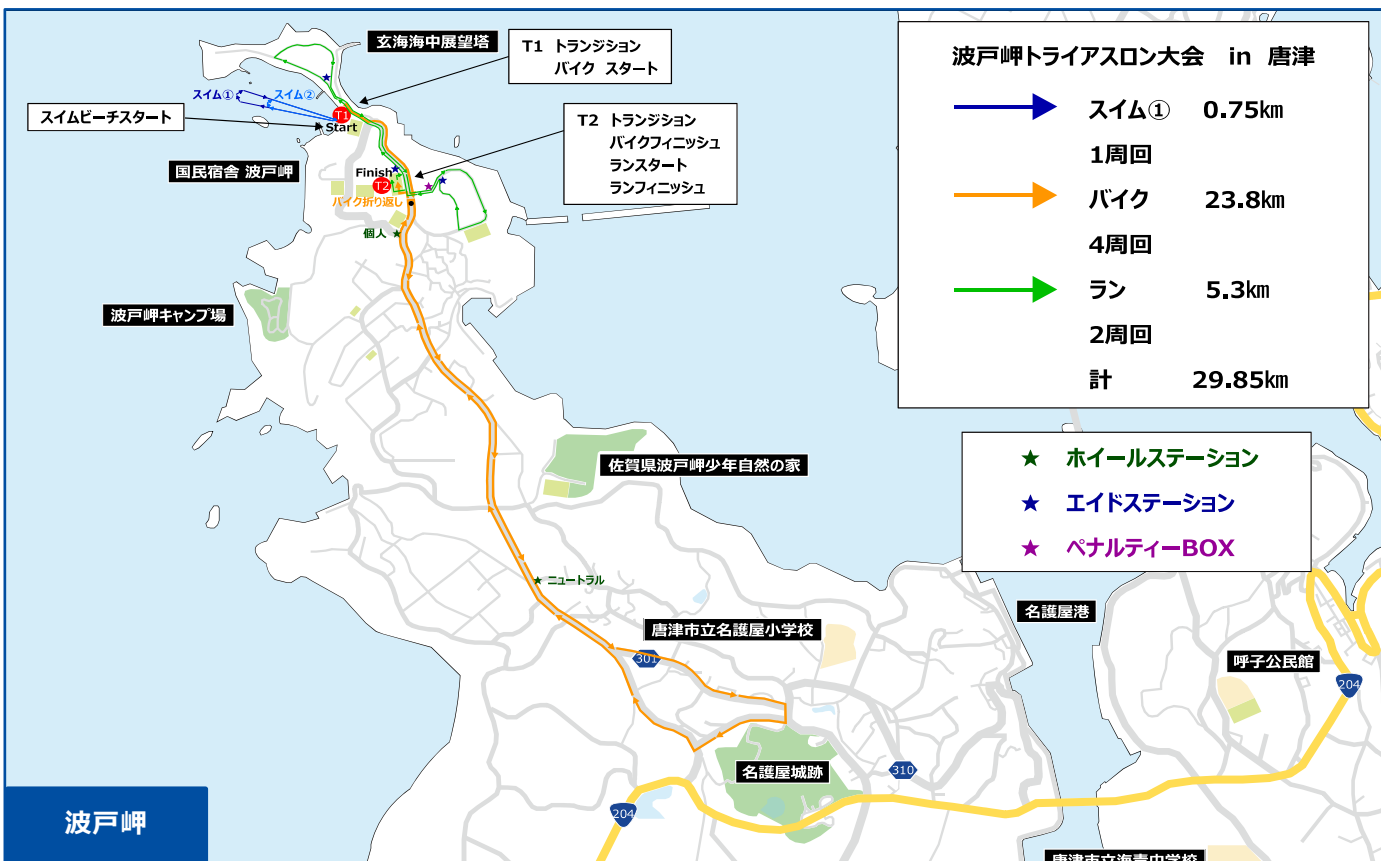 玄海海中展望塔
T1 トランジション
バイク スタート
スイム①
スイム②
スイムビーチスタート
T1
Start
T2 トランジション
バイクフィニッシュ
ランスタート
ランフィニッシュ
国民宿舎 波戸岬
Finish
T2
バイク折り返し
個人
波戸岬キャンプ場
波戸岬トライアスロン大会 in 唐津
スイム① 0.75㎞
1周回
バイク 23.8㎞
4周回
ラン 5.3㎞
2周回
計 29.85㎞
佐賀県波戸岬少年自然の家
ホイールステーション
エイドステーション
ペナルティーBOX
ニュートラル
名護屋港
唐津市立名護屋小学校
301
呼子公民館
204
名護屋城跡
310
204
波戸岬
唐津市立海青中学校